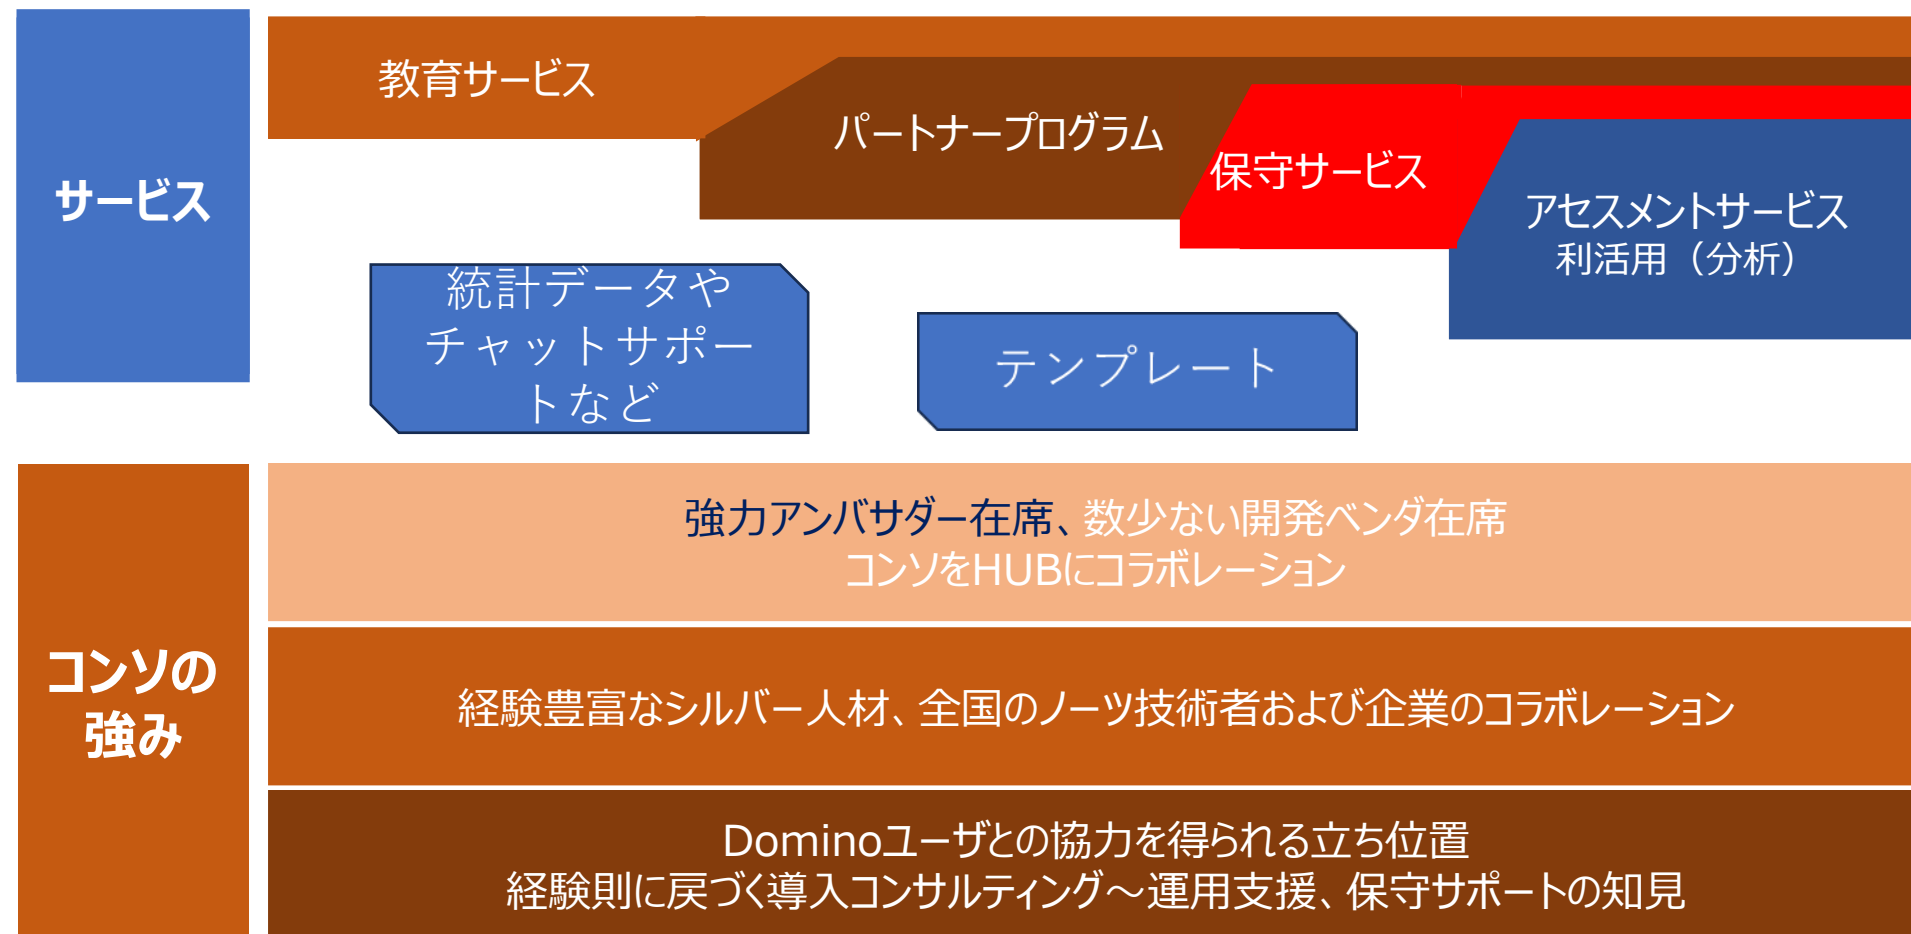 サービス
教育サービス
パートナープログラム
保守サービス
アセスメントサービス
利活用（分析）
統計データや
チャットサポー
トなど
テンプレート
コンソの
強み
強力アンバサダー在席、数少ない開発ベンダ在席
コンソをHUBにコラボレーション
経験豊富なシルバー人材、全国のノーツ技術者および企業のコラボレーション
Dominoユーザとの協力を得られる立ち位置
経験則に戻づく導入コンサルティング～運用支援、保守サポートの知見